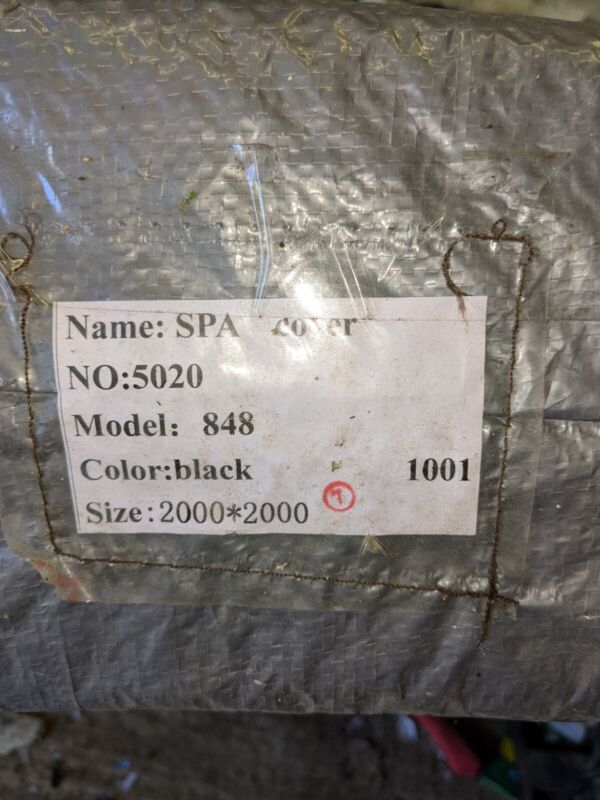 Name: SPA cover
NO:5020
Model: 848
Color:black 1001
Size:2000*2000